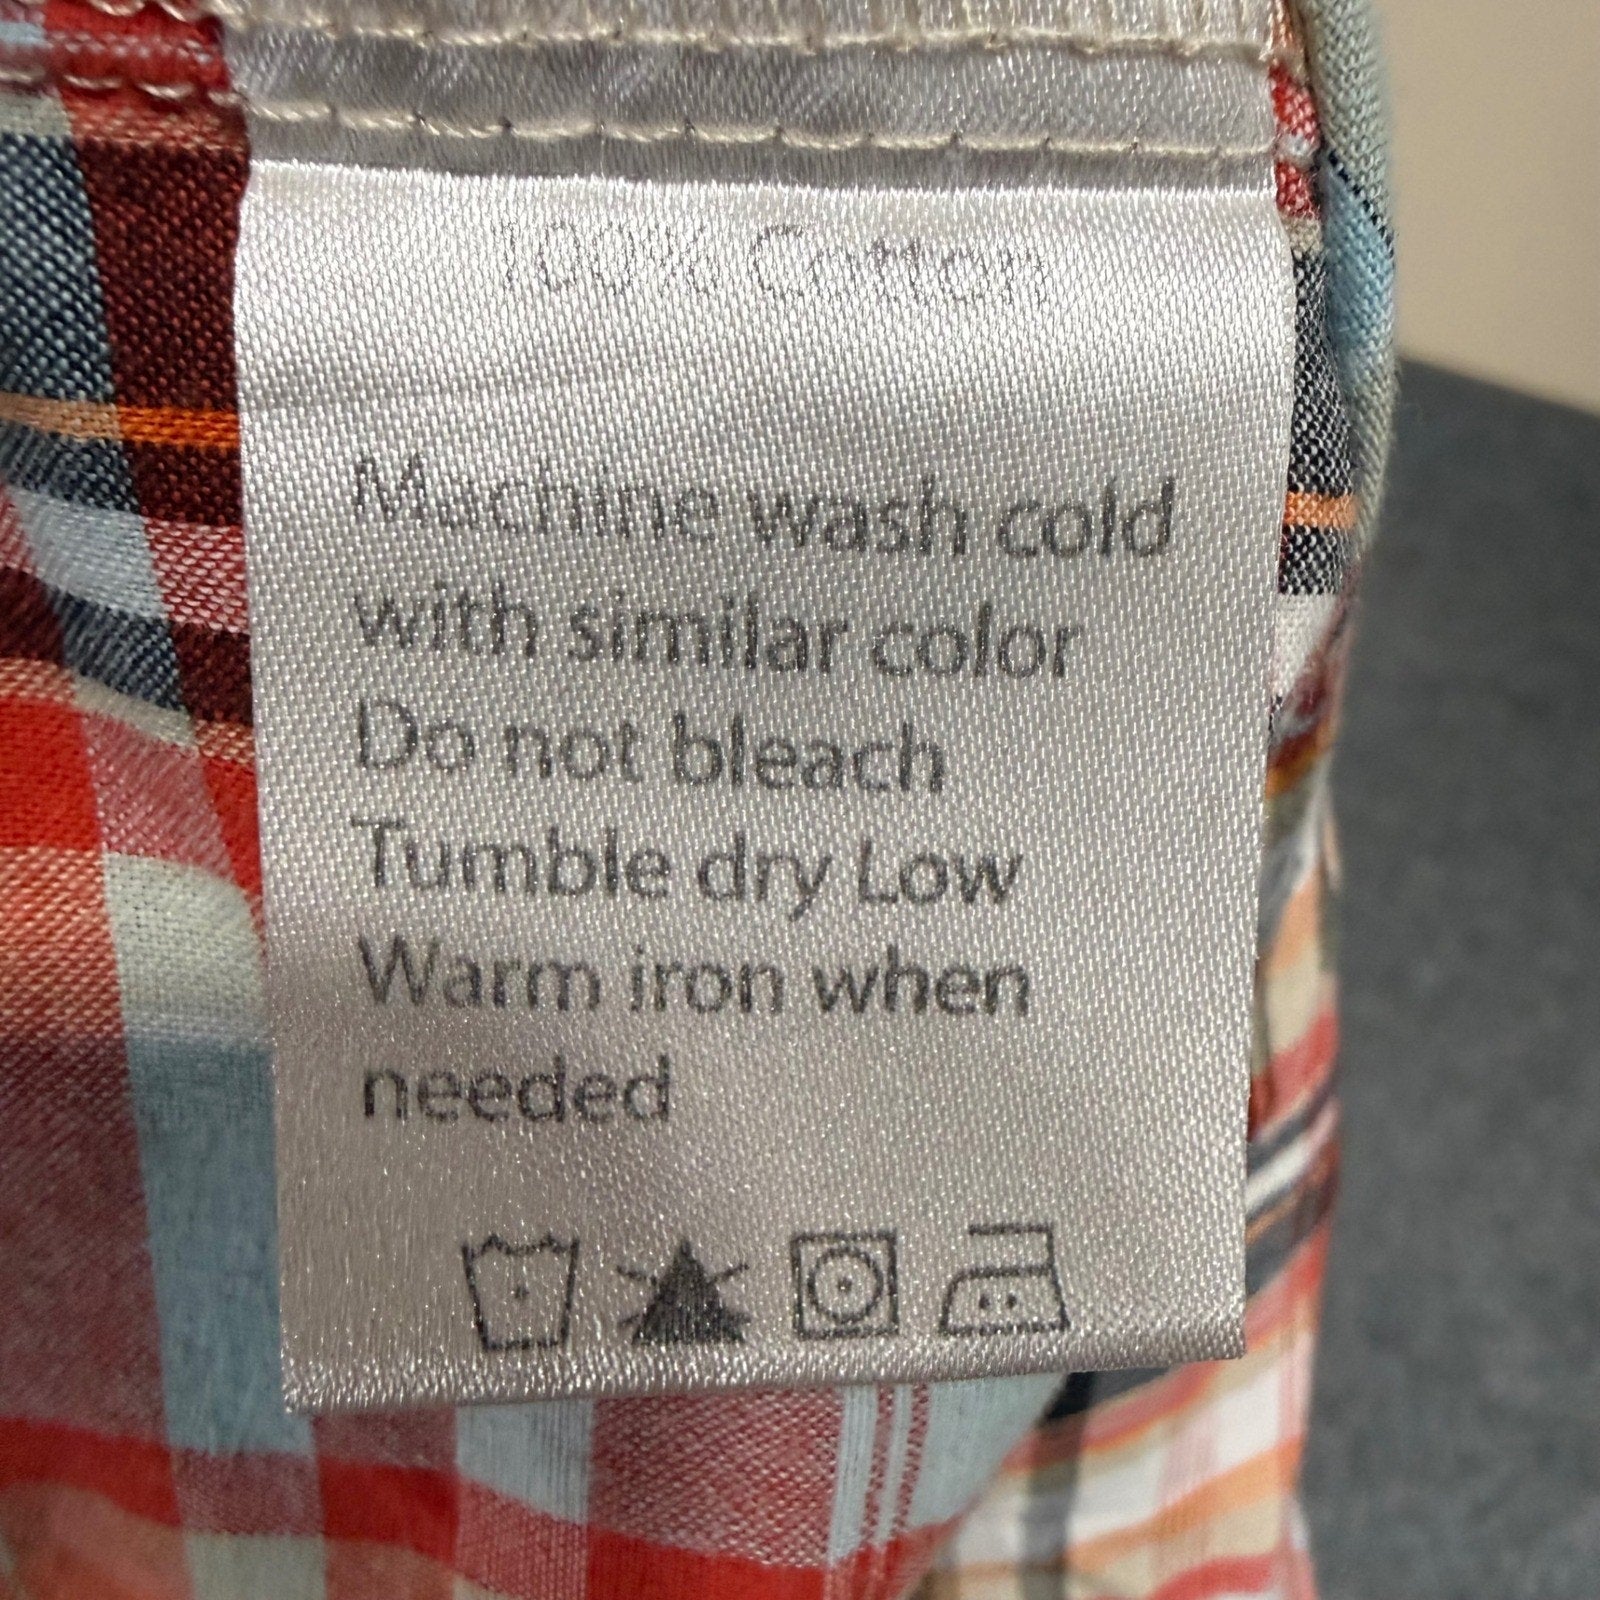 100% Cotton
Machine wash cold
with similar color
Do not bleach
Tumble dry Low
Warm iron when
needed